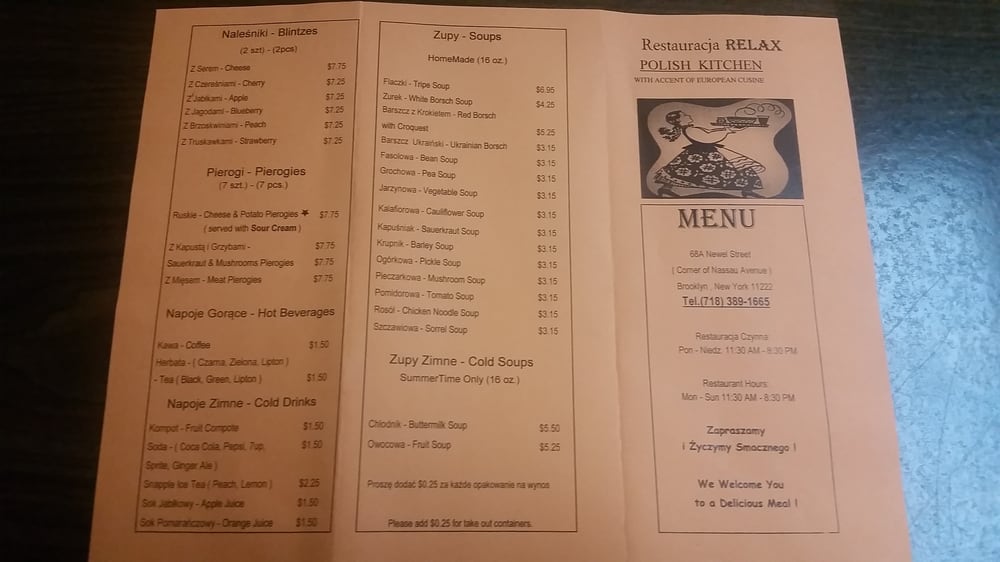 Naleśniki - Blintzes
(2 szt) - (2pcs)
Z Serem - Cheese $7.75
Z Czereśniami - Cherry $7.25
Z Jabłkami - Apple $7.25
Z Jagodami - Blueberry $7.25
Z Brzoskwiniami - Peach $7.25
Z Truskawkami - Strawberry $7.25
Pierogi - Pierogies
(7 szt.) - (7 pcs.)
Ruskie - Cheese & Potato Pierogies ★ $7.75
( served with Sour Cream )
Z Kapustą i Grzybami - $7.75
Sauerkraut & Mushrooms Pierogies $7.75
Z Mięsem - Meat Pierogies $7.75
Napoje Gorące - Hot Beverages
Kawa - Coffee $1.50
Herbata - ( Czarna, Zielona, Lipton )
- Tea ( Black, Green, Lipton ) $1.50
Napoje Zimne - Cold Drinks
Kompot - Fruit Compote $1.50
Soda - ( Coca Cola, Pepsi, 7up, $1.50
Sprite, Ginger Ale )
Snapple Ice Tea ( Peach, Lemon ) $2.25
Sok Jabłkowy - Apple Juice $1.50
Sok Pomarańczowy - Orange Juice $1.50
Zupy - Soups
HomeMade (16 oz.)
Flaczki - Tripe Soup $6.95
Żurek - White Borsch Soup $4.25
Barszcz z Krokietem - Red Borsch
with Croquest $5.25
Barszcz Ukraiński - Ukrainian Borsch $3.15
Fasolowa - Bean Soup $3.15
Grochowa - Pea Soup $3.15
Jarzynowa - Vegetable Soup $3.15
Kalafiorowa - Cauliflower Soup $3.15
Kapuśniak - Sauerkraut Soup $3.15
Krupnik - Barley Soup $3.15
Ogórkowa - Pickle Soup $3.15
Pieczarkowa - Mushroom Soup $3.15
Pomidorowa - Tomato Soup $3.15
Rosół - Chicken Noodle Soup $3.15
Szczawiowa - Sorrel Soup $3.15
Zupy Zimne - Cold Soups
SummerTime Only (16 oz.)
Chłodnik - Buttermilk Soup $5.50
Owocowa - Fruit Soup $5.25
Proszę dodać $0.25 za każde opakowanie na wynos
Please add $0.25 for take out containers.
Restauracja RELAX
POLISH KITCHEN
WITH ACCENT OF EUROPEAN CUSINE
MENU
68A Newel Street
( Corner of Nassau Avenue )
Brooklyn , New York 11222
Tel.(718) 389-1665
Restauracja Czynna:
Pon - Niedz. 11:30 AM - 8:30 PM
Restaurant Hours:
Mon - Sun 11:30 AM - 8:30 PM
Zapraszamy
i Życzymy Smacznego !
We Welcome You
to a Delicious Meal !